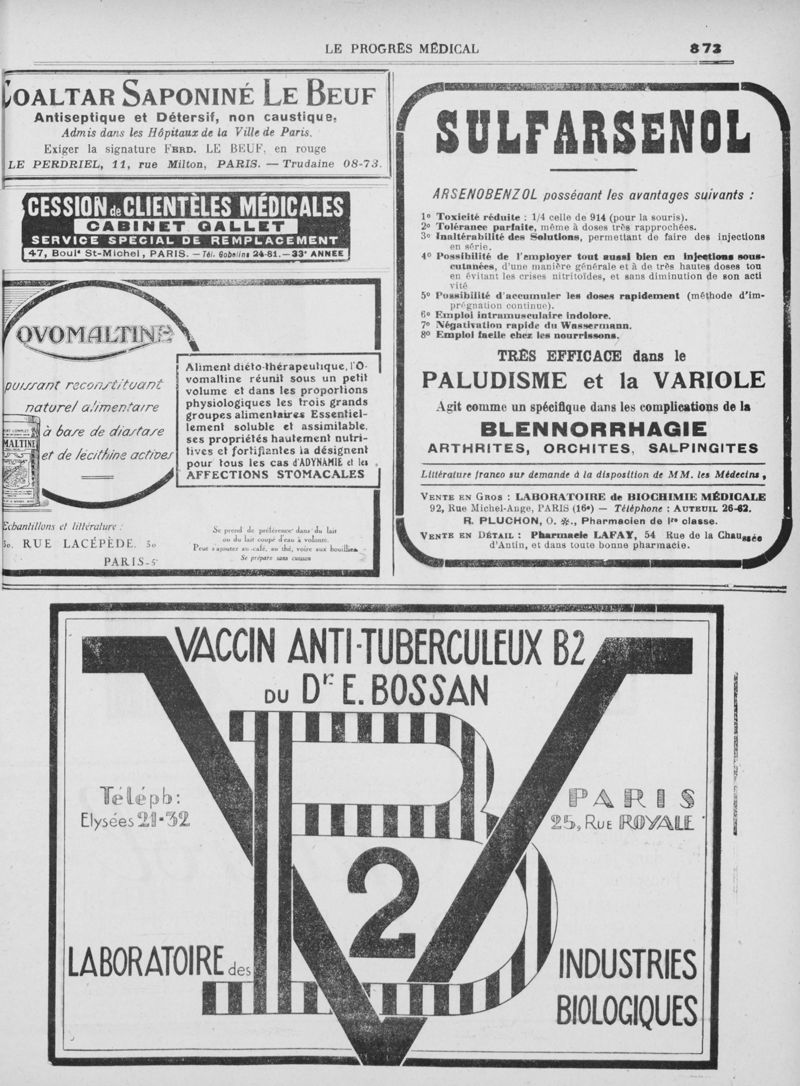 LE PROGRÈS MÉDICAL
873
COALTAR SAPONINÉ LE BEUF
Antiseptique et Détersif, non caustique,
Admis dans les Hôpitaux de la Ville de Paris.
Exiger la signature FERD. LE BEUF, en rouge
LE PERDRIEL, 11, rue Milton, PARIS. — Trudaine 08-73.
CESSION de CLIENTÈLES MÉDICALES
CABINET GALLET
SERVICE SPÉCIAL DE REMPLACEMENT
47, Boulᵈ St-Michel, PARIS. — Tél. Gobelins 24-81. — 33ᵉ ANNÉE
OVOMALTINE
puissant reconstituant
naturel alimentaire
à base de diastase
et de lécithine actives
MALTINE
Aliment diéto-thérapeutique, l'O-
vomaltine réunit sous un petit
volume et dans les proportions
physiologiques les trois grands
groupes alimentaires Essentiel-
lement soluble et assimilable,
ses propriétés hautement nutri-
tives et fortifiantes la désignent
pour tous les cas d'ADYNAMIE et les
AFFECTIONS STOMACALES
Echantillons et littérature :
5o, RUE LACÉPÈDE, 5o
PARIS-5ᵉ
Se prend de préférence dans du lait
ou du lait coupé d'eau à volonté.
Peut s'ajouter au café, au thé, voire aux bouillies
Se prépare sans cuisson
SULFARSENOL
ARSENOBENZOL possédant les avantages suivants :
1º Toxicité réduite : 1/4 celle de 914 (pour la souris).
2º Tolérance parfaite, même à doses très rapprochées.
3º Inaltérabilité des Solutions, permettant de faire des injections
en série.
4º Possibilité de l'employer tout aussi bien en injections sous-
cutanées, d'une manière générale et à de très hautes doses tou
en évitant les crises nitritoïdes, et sans diminution de son acti
vité
5º Possibilité d'accumuler les doses rapidement (méthode d'im-
prégnation continue).
6º Emploi intramusculaire indolore.
7º Négativation rapide du Wassermann.
8º Emploi facile chez les nourrissons.
TRÈS EFFICACE dans le
PALUDISME et la VARIOLE
Agit comme un spécifique dans les complications de la
BLENNORRHAGIE
ARTHRITES, ORCHITES, SALPINGITES
Littérature franco sur demande à la disposition de MM. les Médecins,
VENTE EN GROS : LABORATOIRE de BIOCHIMIE MÉDICALE
92, Rue Michel-Ange, PARIS (16ᵉ) — Téléphone : AUTEUIL 26-62.
R. PLUCHON, O. ✻., Pharmacien de Iʳᵉ classe.
VENTE EN DÉTAIL : Pharmacie LAFAY, 54 Rue de la Chaussée
d'Antin, et dans toute bonne pharmacie.
VACCIN ANTI-TUBERCULEUX B2
DU Dʳ E. BOSSAN
B
V
2
Téléph:
Elysées 21-32
PARIS
25, RUE ROYALE
LABORATOIRE des
INDUSTRIES
BIOLOGIQUES